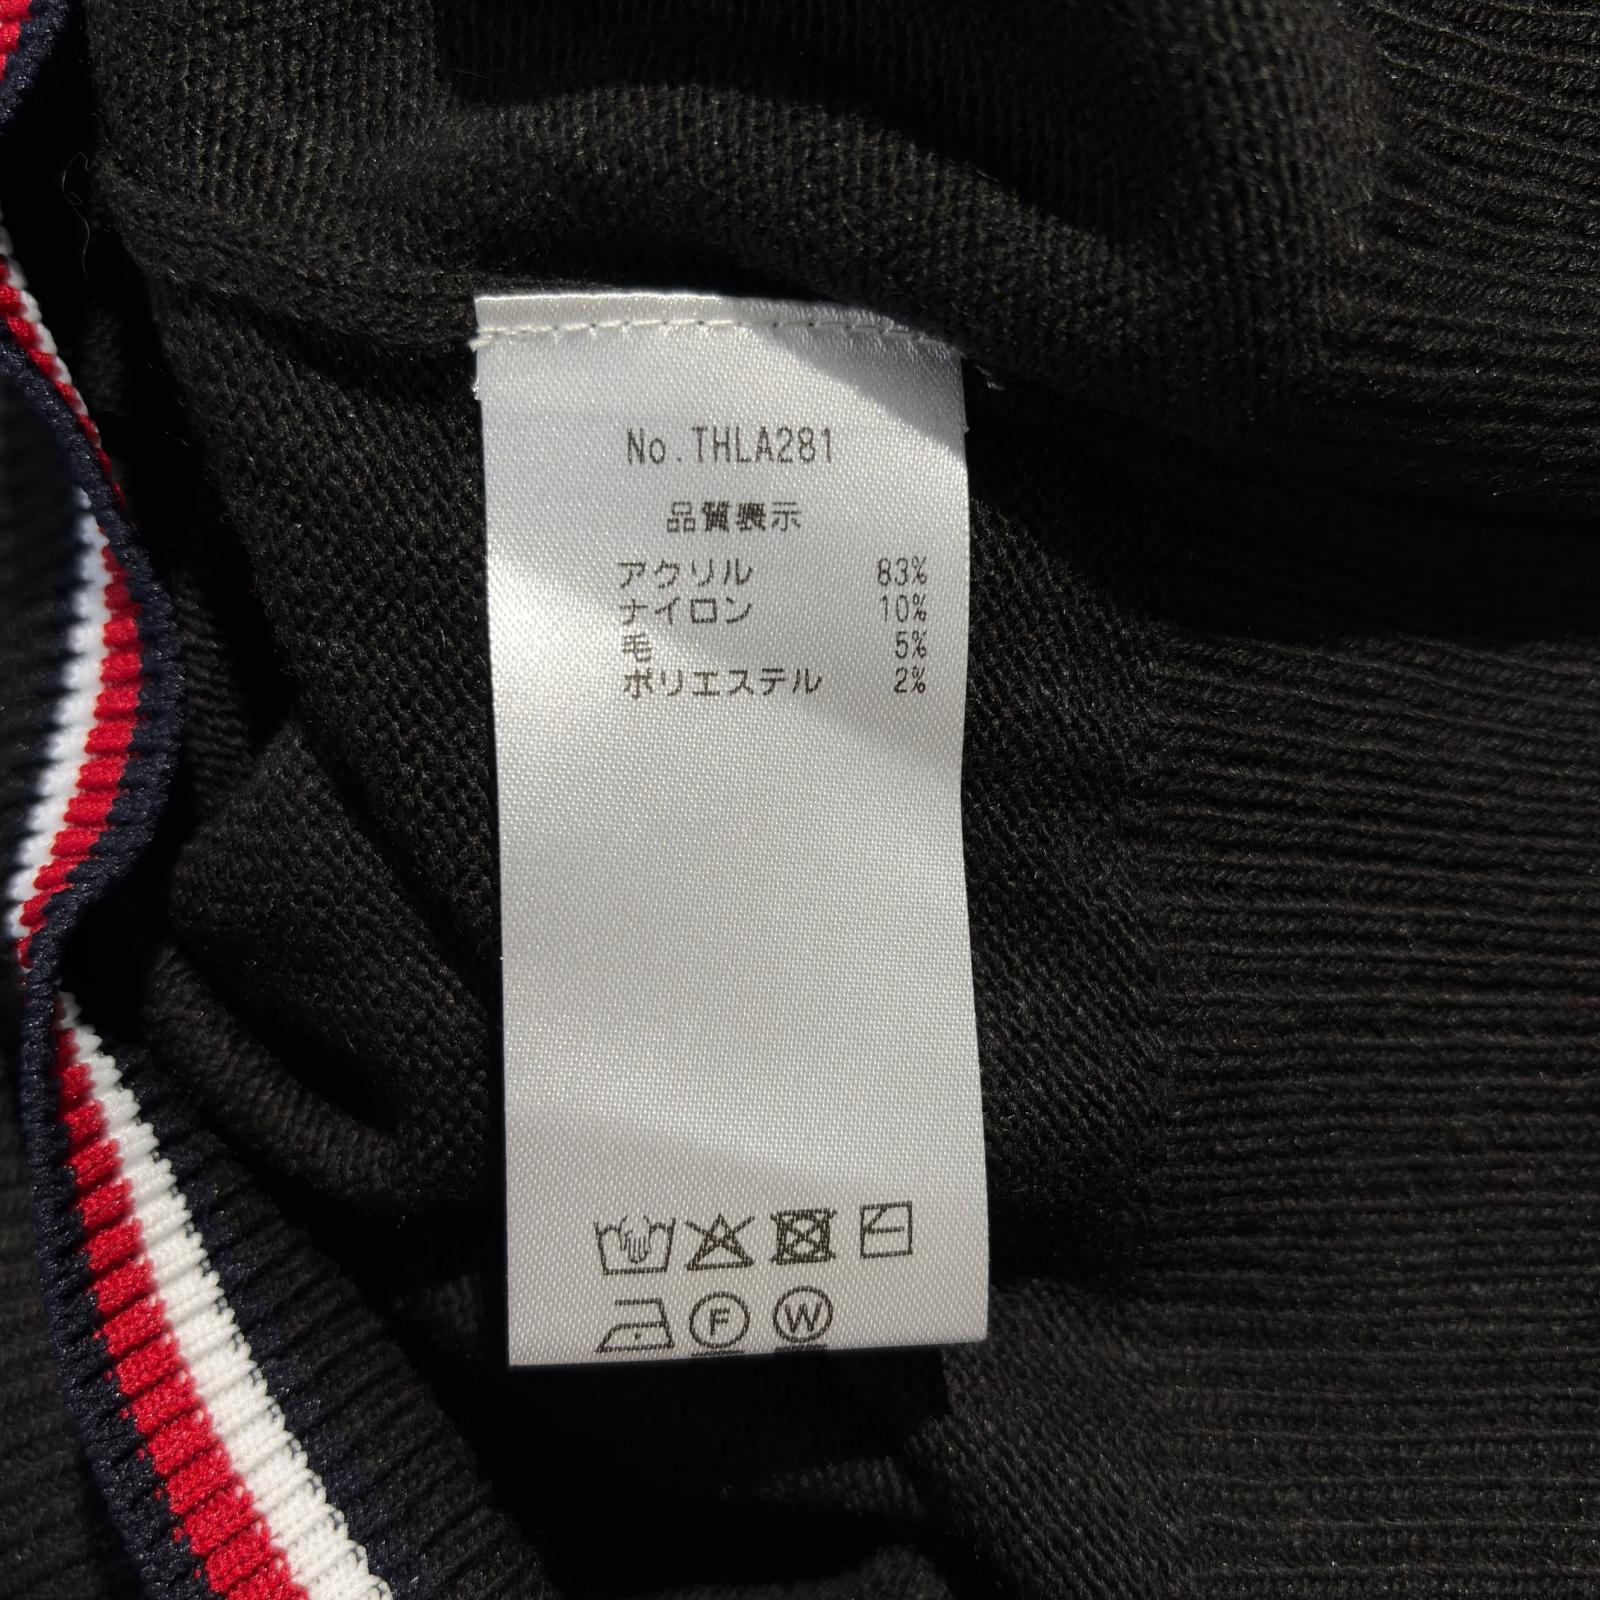 No.THLA281
品質表示
アクリル 83%
ナイロン 10%
毛 5%
ポリエステル 2%
F W